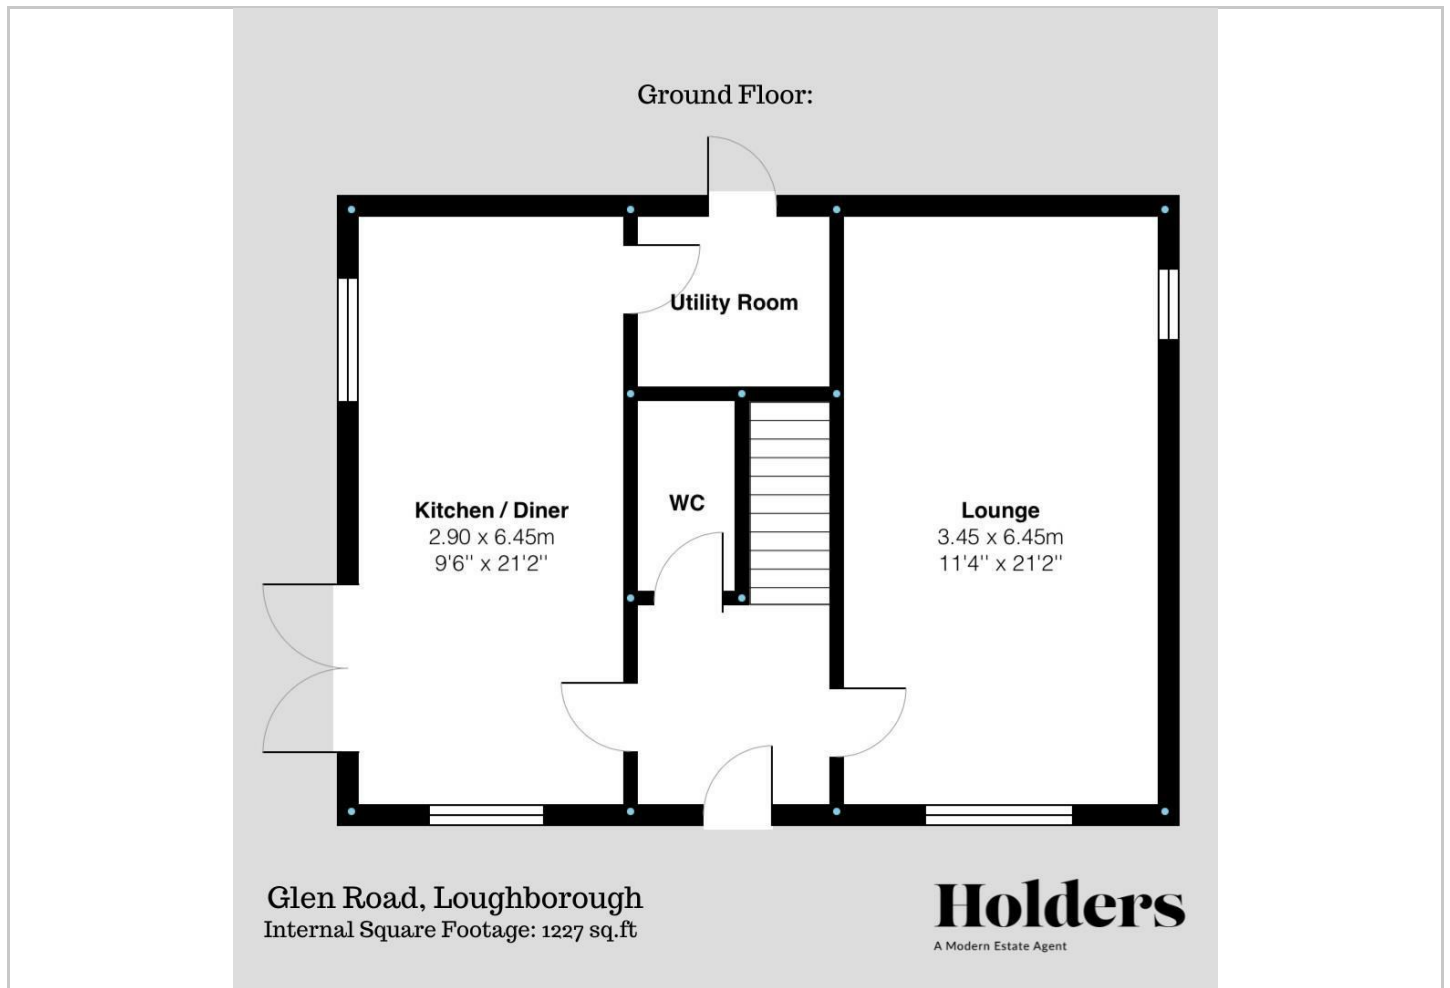 Ground Floor:
Utility Room
Kitchen / Diner
2.90 x 6.45m
9'6'' x 21'2''
WC
Lounge
3.45 x 6.45m
11'4'' x 21'2''
Glen Road, Loughborough
Internal Square Footage: 1227 sq.ft
Holders
A Modern Estate Agent